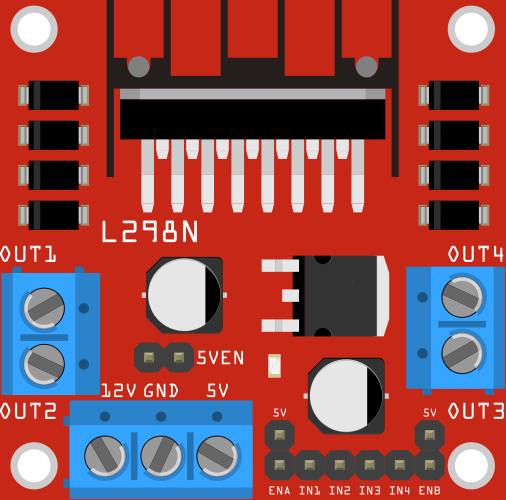 L298N
OUT1
OUT4
5VEN
12V GND 5V
OUT2
OUT3
5V
5V
ENA IN1 IN2 IN3 IN4 ENB